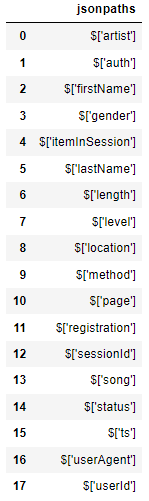 jsonpaths
0 $['artist']
1 $['auth']
2 $['firstName']
3 $['gender']
4 $['itemInSession']
5 $['lastName']
6 $['length']
7 $['level']
8 $['location']
9 $['method']
10 $['page']
11 $['registration']
12 $['sessionId']
13 $['song']
14 $['status']
15 $['ts']
16 $['userAgent']
17 $['userId']